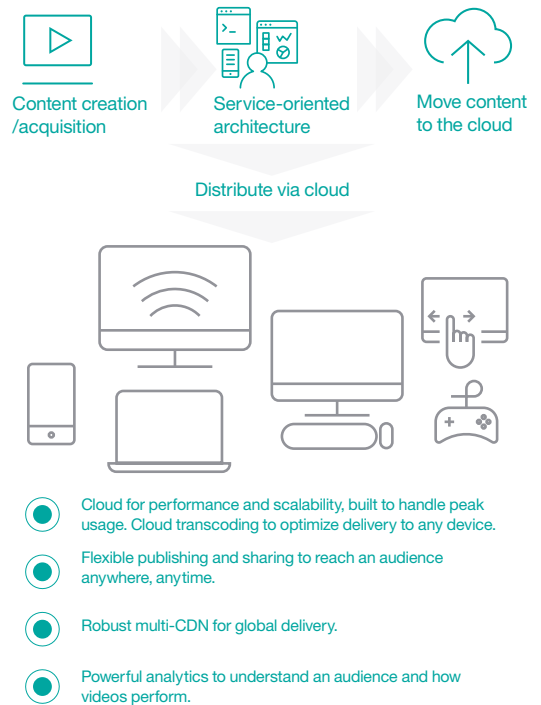 Content creation
/acquisition
Service-oriented
architecture
Move content
to the cloud
Distribute via cloud
Cloud for performance and scalability, built to handle peak
usage. Cloud transcoding to optimize delivery to any device.
Flexible publishing and sharing to reach an audience
anywhere, anytime.
Robust multi-CDN for global delivery.
Powerful analytics to understand an audience and how
videos perform.